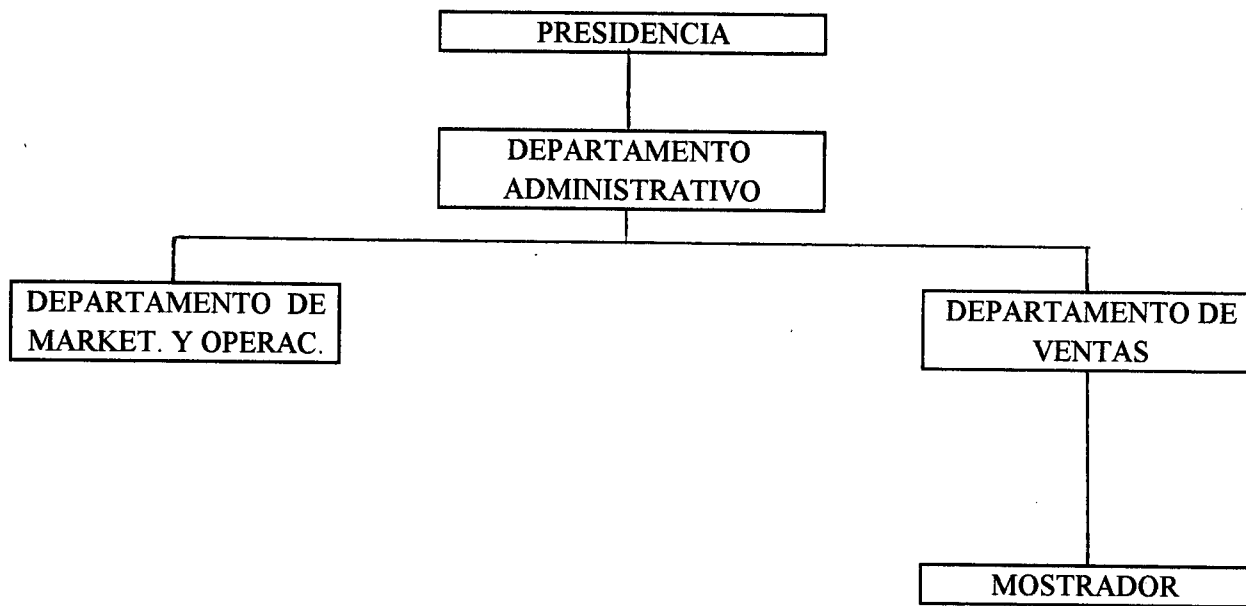 PRESIDENCIA
DEPARTAMENTO
ADMINISTRATIVO
DEPARTAMENTO DE
MARKET. Y OPERAC.
DEPARTAMENTO DE
VENTAS
MOSTRADOR